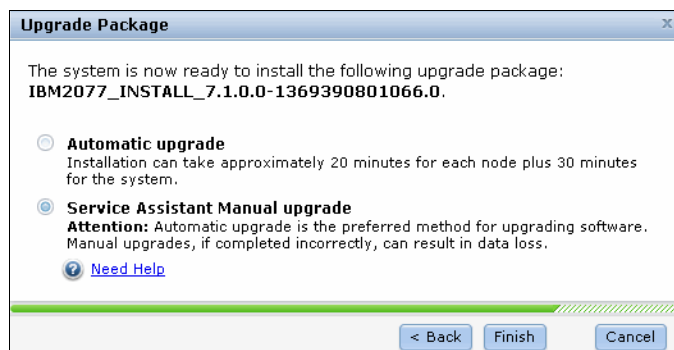 Upgrade Package
x
The system is now ready to install the following upgrade package:
IBM2077_INSTALL_7.1.0.0-1369390801066.0.
Automatic upgrade
Installation can take approximately 20 minutes for each node plus 30 minutes
for the system.
Service Assistant Manual upgrade
Attention: Automatic upgrade is the preferred method for upgrading software.
Manual upgrades, if completed incorrectly, can result in data loss.
? Need Help
< Back Finish Cancel